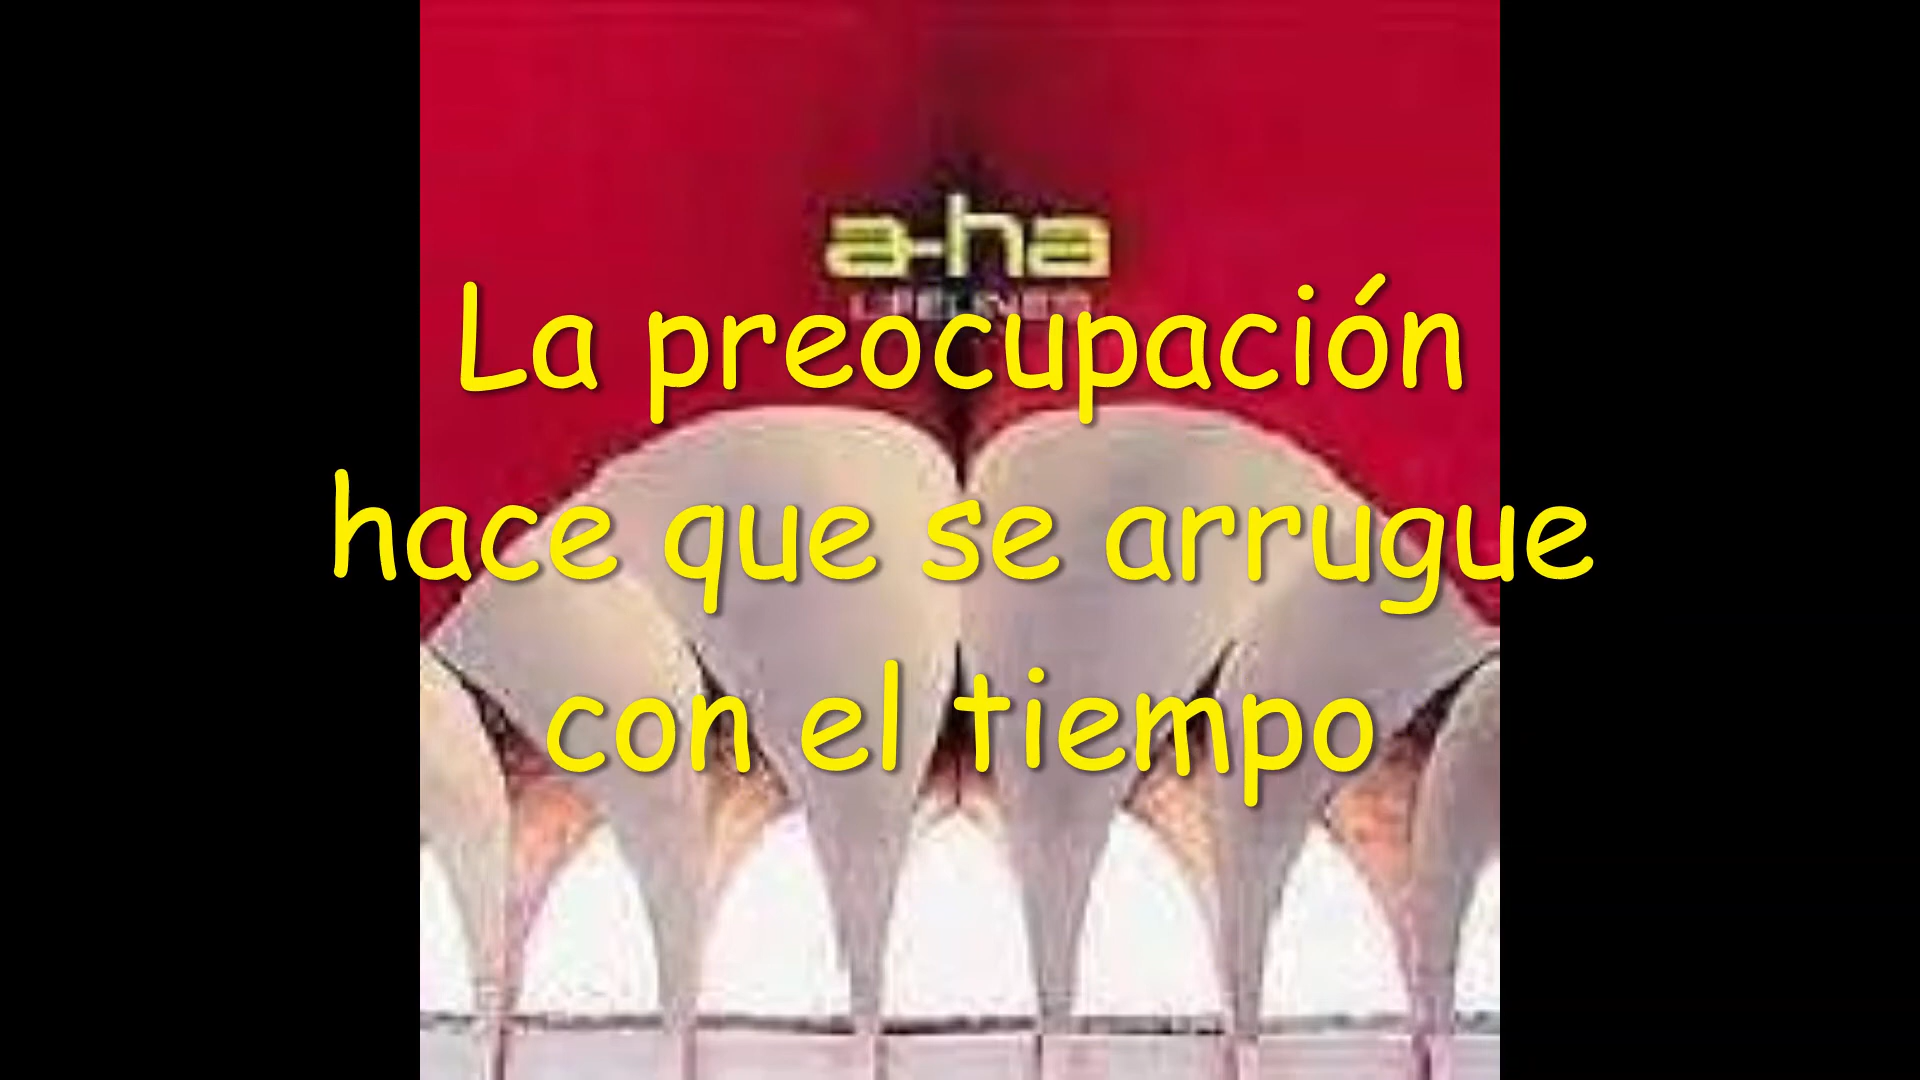 a-ha
La preocupación
hace que se arrugue
con el tiempo